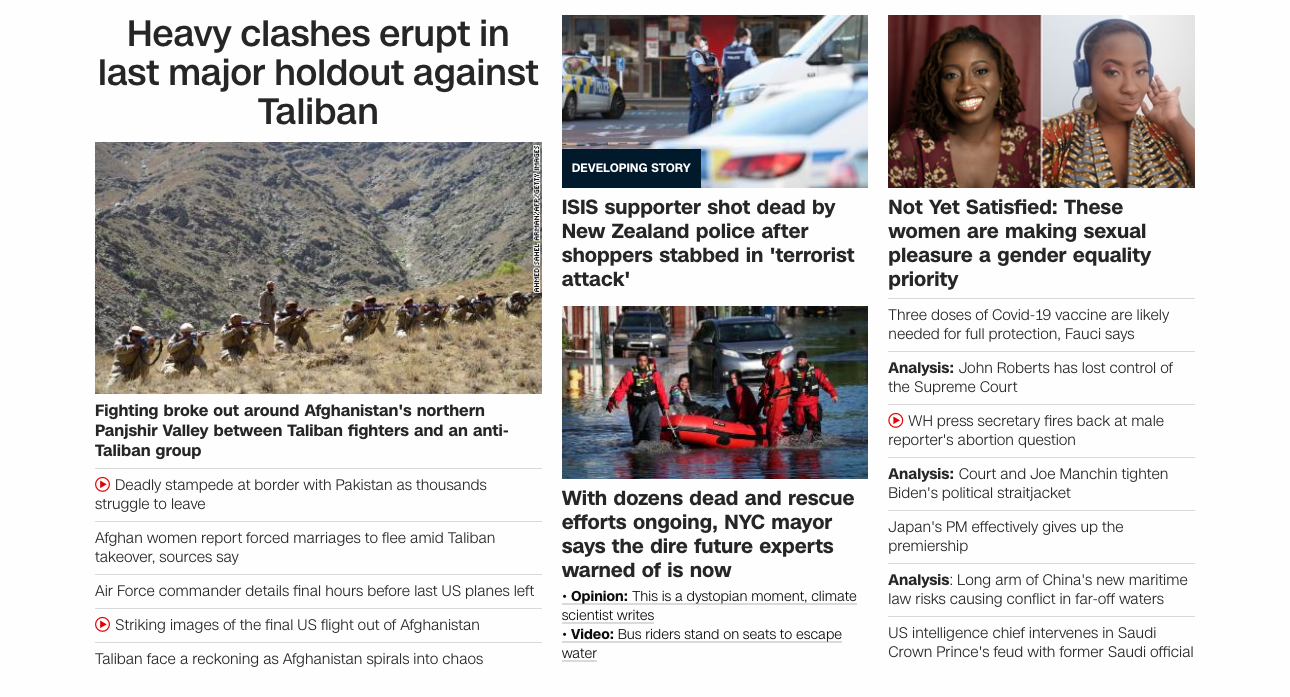 Heavy clashes erupt in
last major holdout against
Taliban
AHMED SAHEL ARMAN/AFP/GETTY IMAGES
Fighting broke out around Afghanistan's northern
Panjshir Valley between Taliban fighters and an anti-
Taliban group
Deadly stampede at border with Pakistan as thousands
struggle to leave
Afghan women report forced marriages to flee amid Taliban
takeover, sources say
Air Force commander details final hours before last US planes left
Striking images of the final US flight out of Afghanistan
Taliban face a reckoning as Afghanistan spirals into chaos
DEVELOPING STORY
ISIS supporter shot dead by
New Zealand police after
shoppers stabbed in 'terrorist
attack'
With dozens dead and rescue
efforts ongoing, NYC mayor
says the dire future experts
warned of is now
• Opinion: This is a dystopian moment, climate
scientist writes
• Video: Bus riders stand on seats to escape
water
Not Yet Satisfied: These
women are making sexual
pleasure a gender equality
priority
Three doses of Covid-19 vaccine are likely
needed for full protection, Fauci says
Analysis: John Roberts has lost control of
the Supreme Court
WH press secretary fires back at male
reporter's abortion question
Analysis: Court and Joe Manchin tighten
Biden's political straitjacket
Japan's PM effectively gives up the
premiership
Analysis: Long arm of China's new maritime
law risks causing conflict in far-off waters
US intelligence chief intervenes in Saudi
Crown Prince's feud with former Saudi official